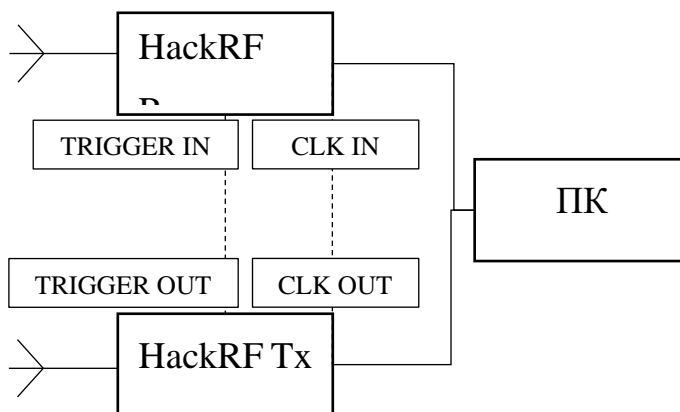 HackRF
TRIGGER IN
CLK IN
ПК
TRIGGER OUT
CLK OUT
HackRF Tx